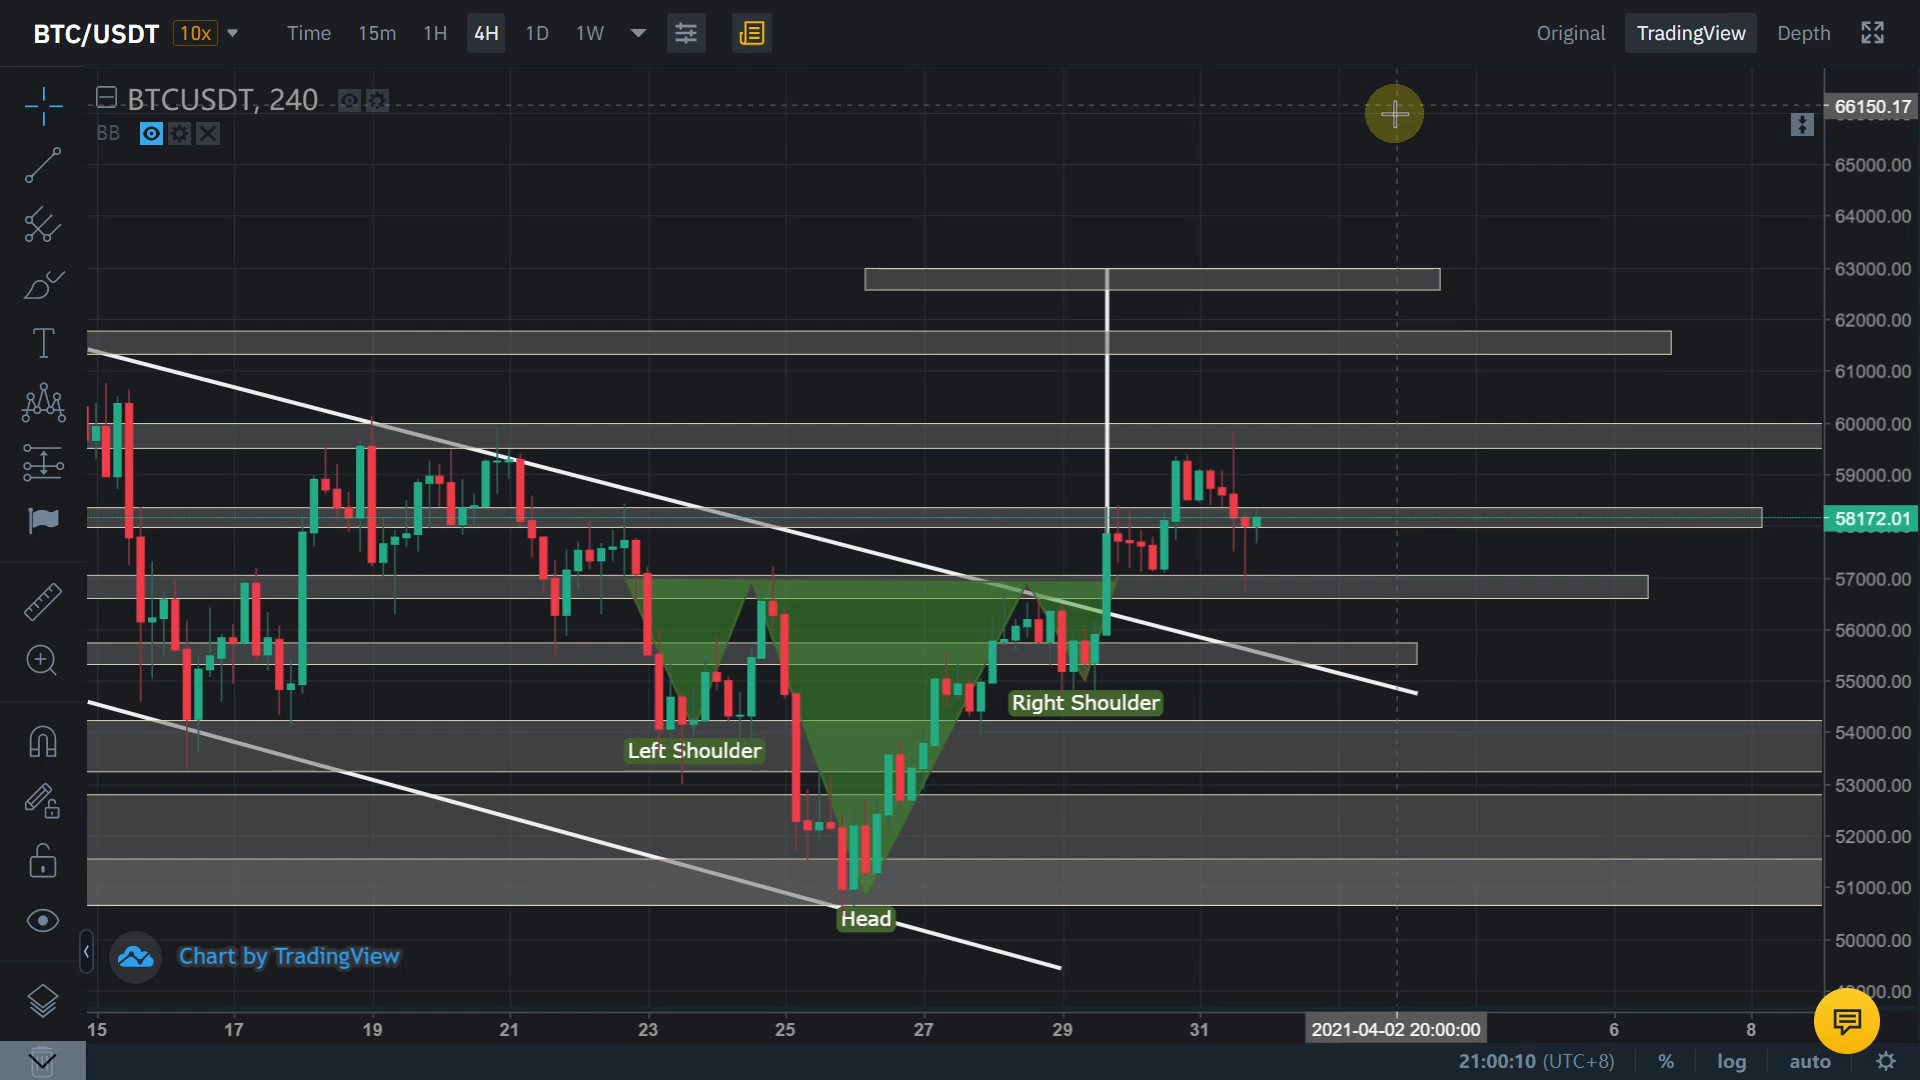 BTC/USDT 10x Time 15m 1H 4H 1D 1W Original TradingView Depth
BTCUSDT, 240
BB
66150.17
65000.00
64000.00
63000.00
62000.00
61000.00
60000.00
59000.00
58172.01
57000.00
56000.00
55000.00
54000.00
53000.00
52000.00
51000.00
50000.00
Right Shoulder
Left Shoulder
Head
Chart by TradingView
15 17 19 21 23 25 27 29 31 2021-04-02 20:00:00 6 8
21:00:10 (UTC+8) % log auto